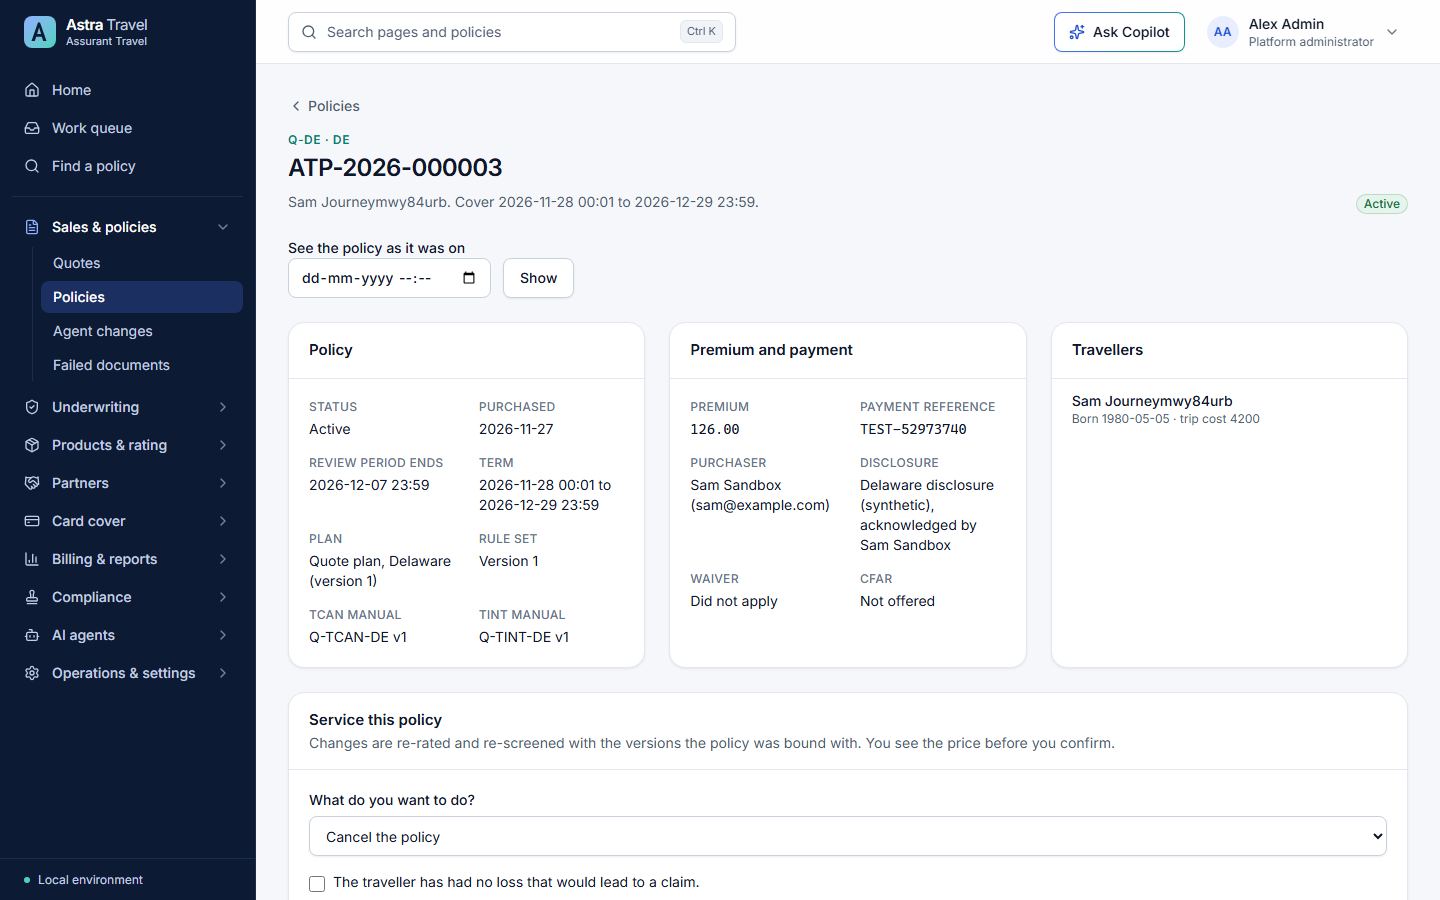 Astra Travel
Assurant Travel
Search pages and policies
Ctrl K
Ask Copilot
AA
Alex Admin
Platform administrator
Home
Work queue
Find a policy
Sales & policies
Quotes
Policies
Agent changes
Failed documents
Underwriting
Products & rating
Partners
Card cover
Billing & reports
Compliance
AI agents
Operations & settings
Local environment
Policies
Q-DE · DE
ATP-2026-000003
Sam Journeymwy84urb. Cover 2026-11-28 00:01 to 2026-12-29 23:59.
Active
See the policy as it was on
dd-mm-yyyy --:--
Show
Policy
STATUS
Active
PURCHASED
2026-11-27
REVIEW PERIOD ENDS
2026-12-07 23:59
TERM
2026-11-28 00:01 to
2026-12-29 23:59
PLAN
Quote plan, Delaware
(version 1)
RULE SET
Version 1
TCAN MANUAL
Q-TCAN-DE v1
TINT MANUAL
Q-TINT-DE v1
Premium and payment
PREMIUM
126.00
PAYMENT REFERENCE
TEST-52973740
PURCHASER
Sam Sandbox
(sam@example.com)
DISCLOSURE
Delaware disclosure
(synthetic),
acknowledged by
Sam Sandbox
WAIVER
Did not apply
CFAR
Not offered
Travellers
Sam Journeymwy84urb
Born 1980-05-05 · trip cost 4200
Service this policy
Changes are re-rated and re-screened with the versions the policy was bound with. You see the price before you confirm.
What do you want to do?
Cancel the policy
The traveller has had no loss that would lead to a claim.